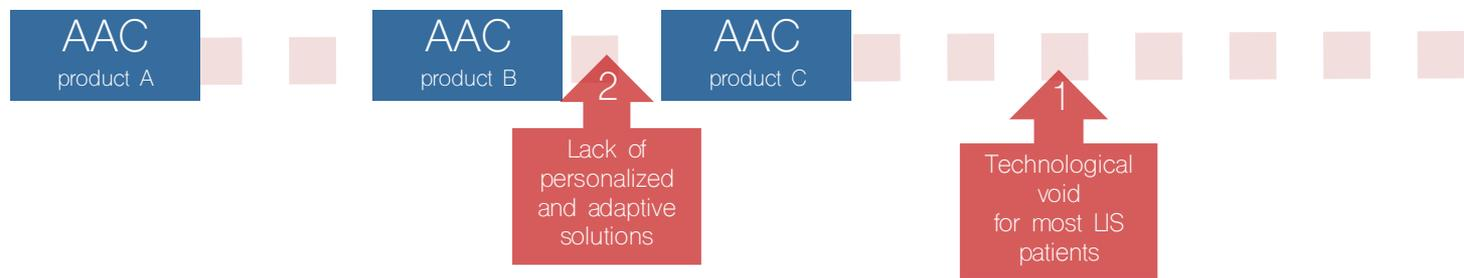 AAC
product A
AAC
product B
AAC
product C
2
Lack of
personalized
and adaptive
solutions
1
Technological
void
for most LIS
patients